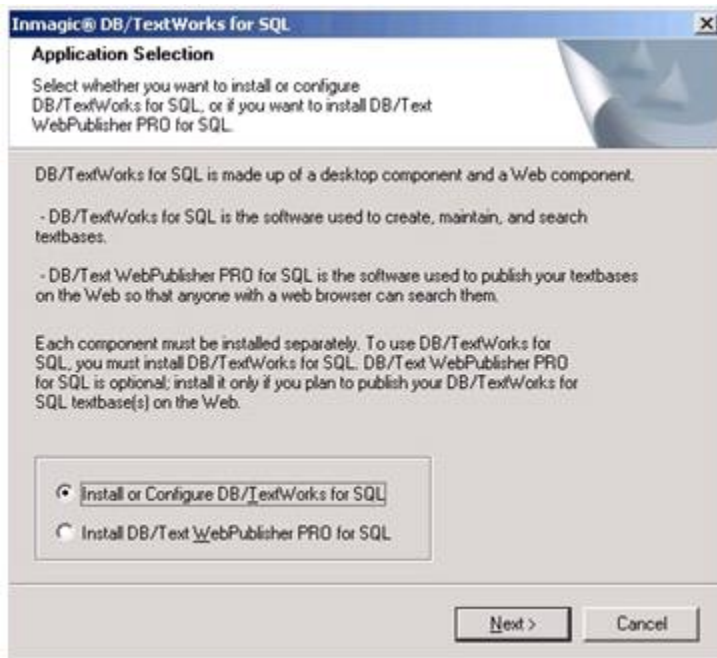 Inmagic® DB/TextWorks for SQL
Application Selection
Select whether you want to install or configure
DB/TextWorks for SQL, or if you want to install DB/Text
WebPublisher PRO for SQL.
DB/TextWorks for SQL is made up of a desktop component and a Web component.
- DB/TextWorks for SQL is the software used to create, maintain, and search
textbases.
- DB/Text WebPublisher PRO for SQL is the software used to publish your textbases
on the Web so that anyone with a web browser can search them.
Each component must be installed separately. To use DB/TextWorks for
SQL, you must install DB/TextWorks for SQL. DB/Text WebPublisher PRO
for SQL is optional; install it only if you plan to publish your DB/TextWorks for
SQL textbase(s) on the Web.
Install or Configure DB/TextWorks for SQL
Install DB/Text WebPublisher PRO for SQL
Next >
Cancel